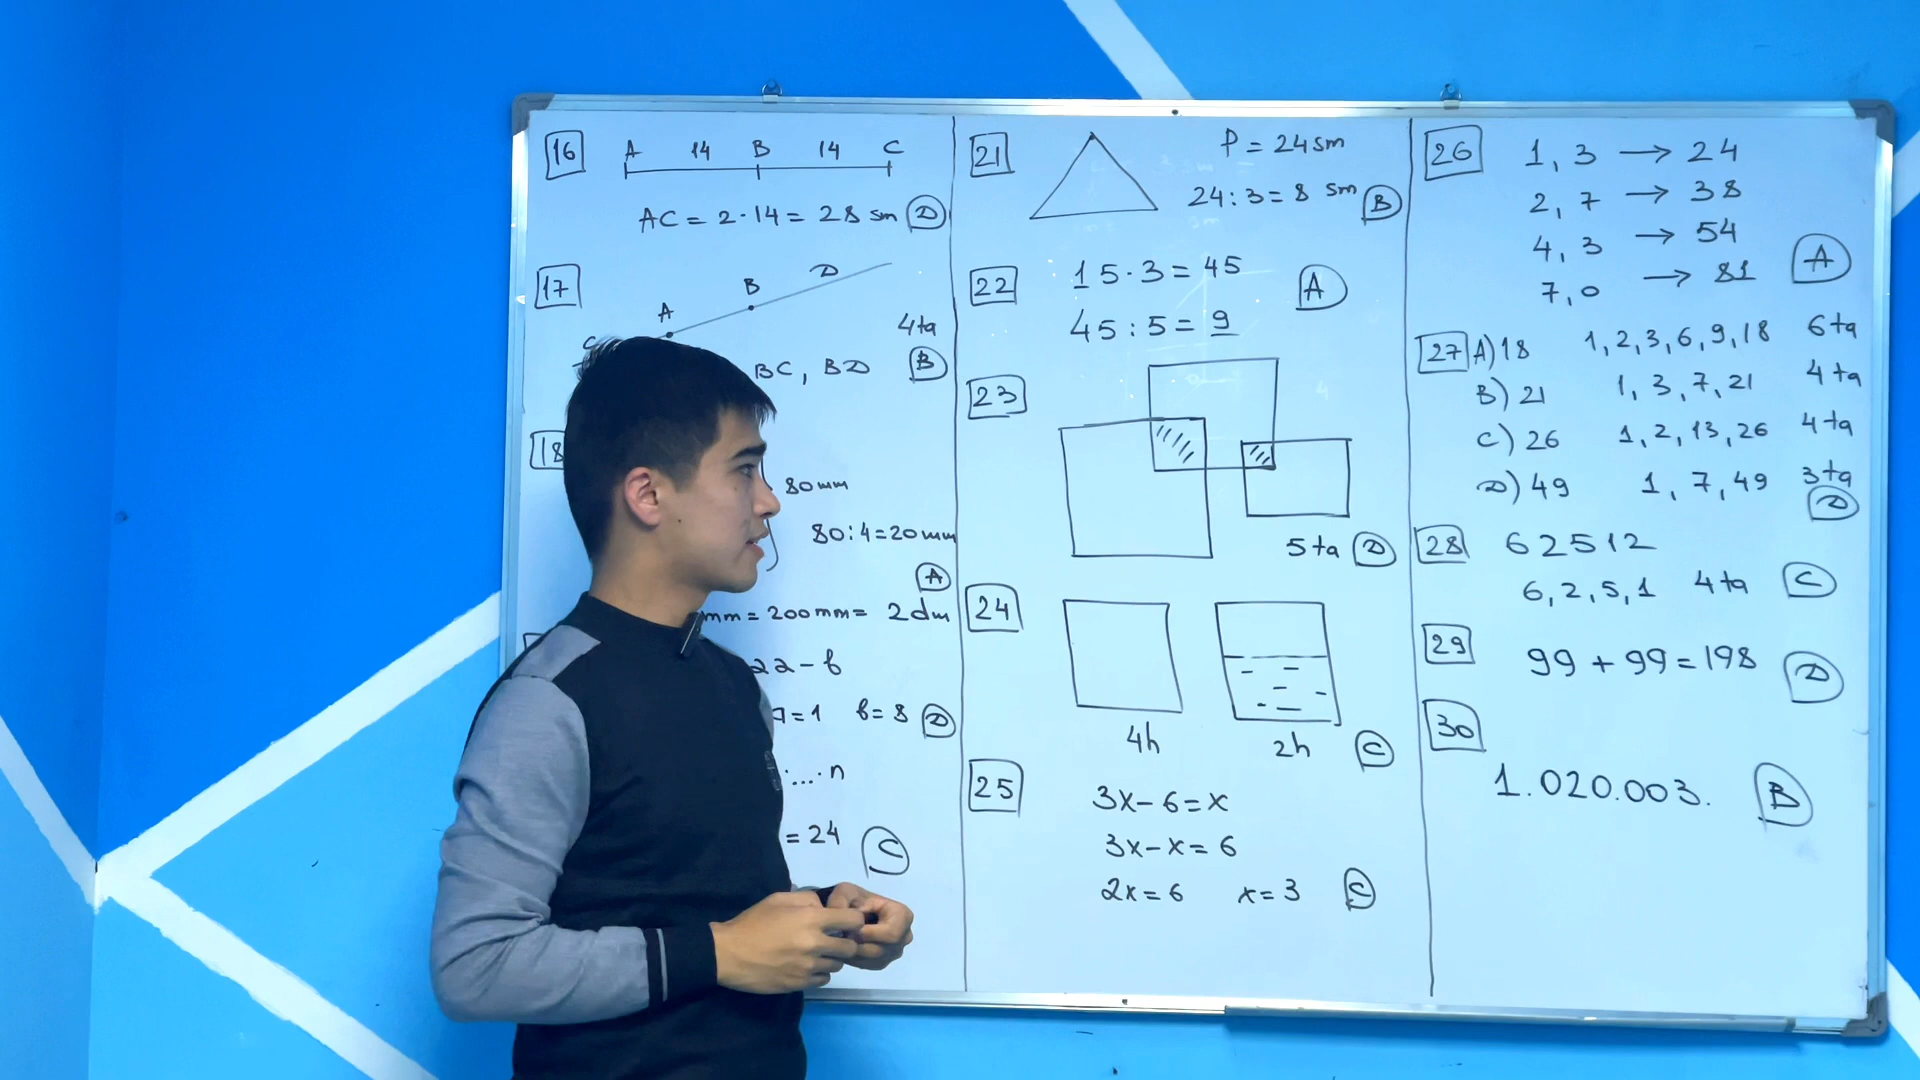 16
A 14 B 14 C
AC = 2 · 14 = 28 sm D
17
C A B D
4ta
BC, BD B
18
80mm
80:4=20mm
A
mm = 200mm = 2dm
22 - b
a=1 b=8 D
·...·n
= 24 C
21
P = 24sm
24:3=8 sm B
22
15·3=45 A
45:5=9
23
5ta D
24
4h 2h C
25
3x-6=x
3x-x=6
2x=6 x=3 C
26
1,3 → 24
2,7 → 38
4,3 → 54
7,0 → 81 A
27 A) 18 1,2,3,6,9,18 6ta
B) 21 1,3,7,21 4ta
C) 26 1,2,13,26 4ta
D) 49 1,7,49 3ta
D
28 62512
6,2,5,1 4ta C
29
99+99=198 D
30
1.020.003. B